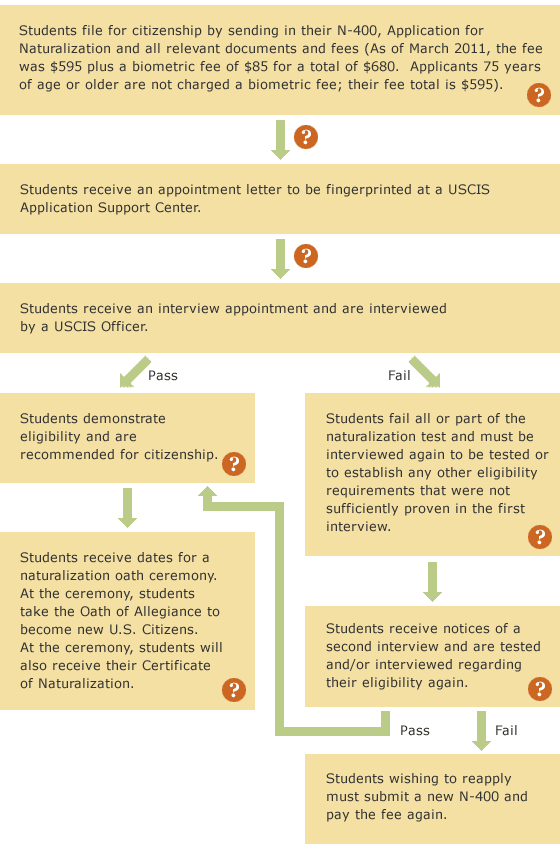 Students file for citizenship by sending in their N-400, Application for
Naturalization and all relevant documents and fees (As of March 2011, the fee
was $595 plus a biometric fee of $85 for a total of $680.  Applicants 75 years
of age or older are not charged a biometric fee; their fee total is $595).
?
?
Students receive an appointment letter to be fingerprinted at a USCIS
Application Support Center.
?
Students receive an interview appointment and are interviewed
by a USCIS Officer.
Pass
Fail
Students demonstrate
eligibility and are
recommended for citizenship.
?
Students fail all or part of the
naturalization test and must be
interviewed again to be tested or
to establish any other eligibility
requirements that were not
sufficiently proven in the first
interview.
?
Students receive dates for a
naturalization oath ceremony.
At the ceremony, students
take the Oath of Allegiance to
become new U.S. Citizens.
At the ceremony, students will
also receive their Certificate
of Naturalization.
?
Students receive notices of a
second interview and are tested
and/or interviewed regarding
their eligibility again.
?
Pass
Fail
Students wishing to reapply
must submit a new N-400 and
pay the fee again.